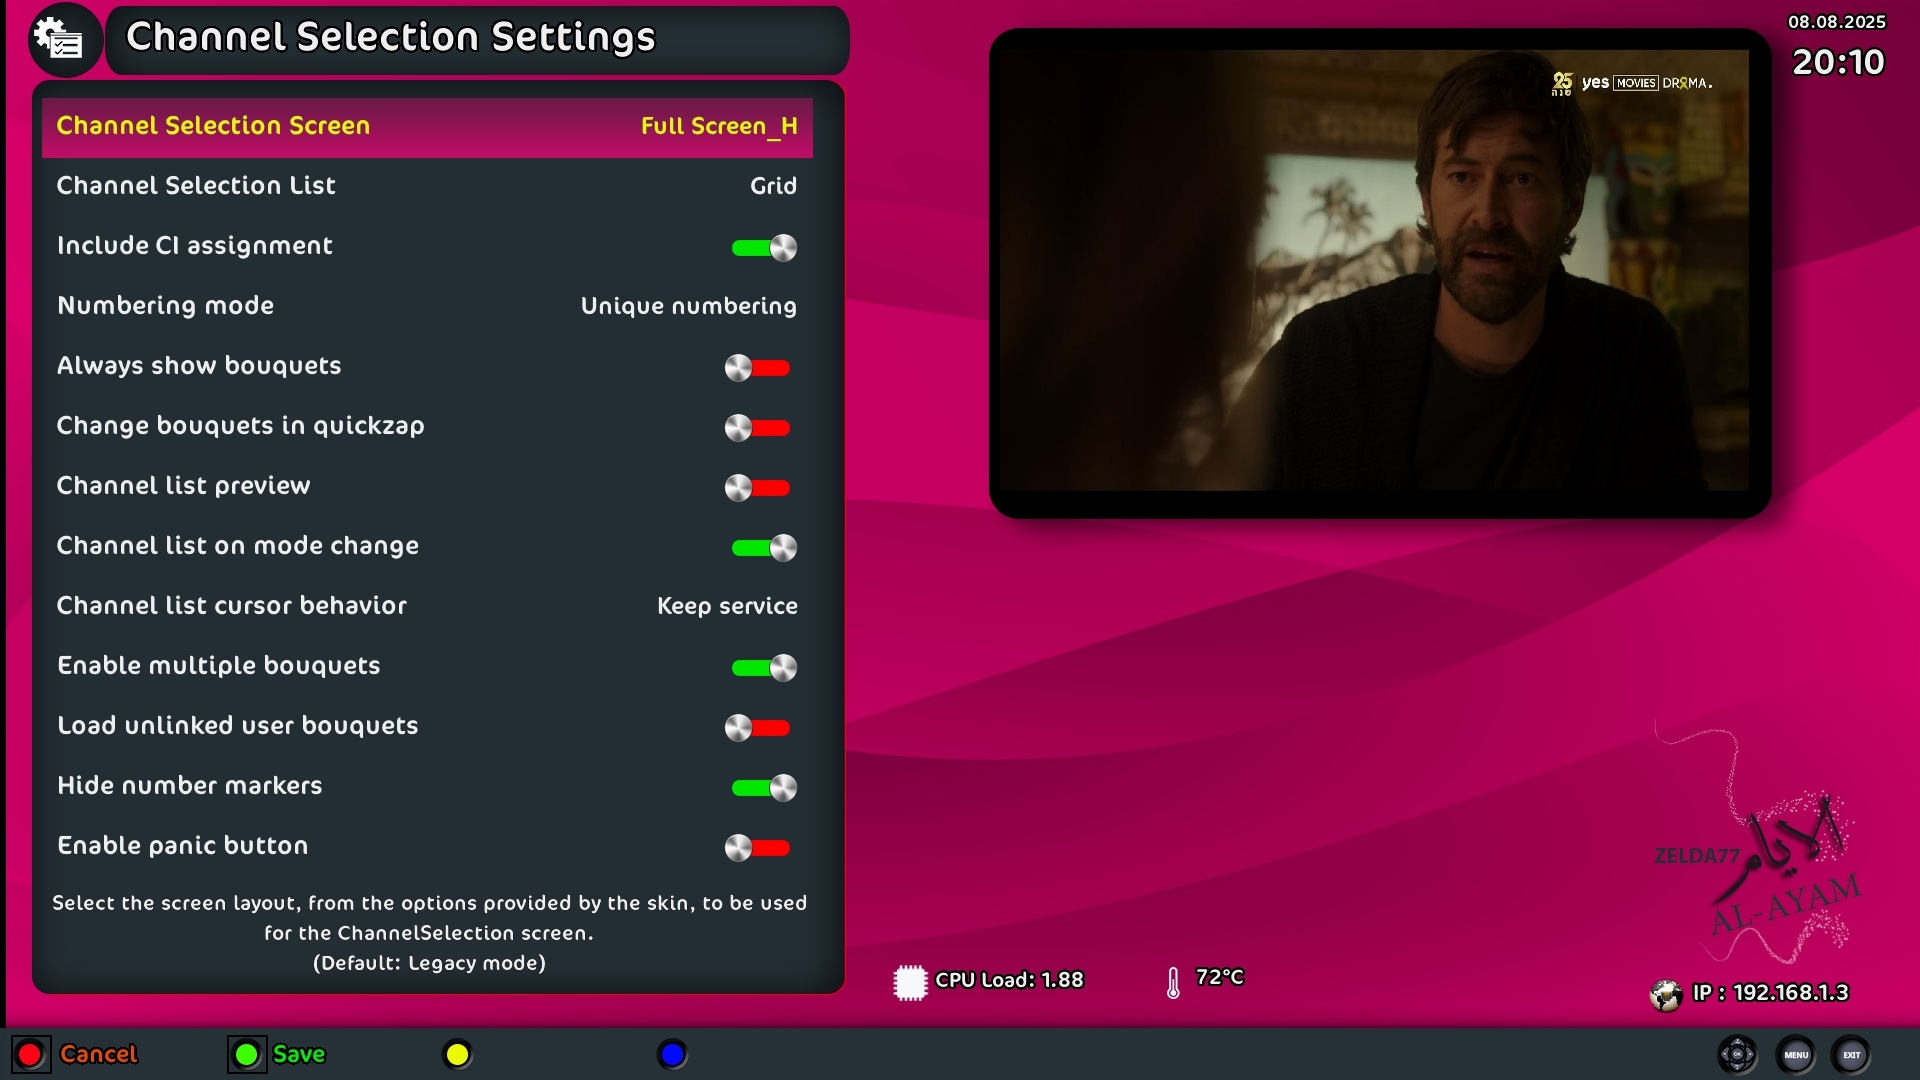 Channel Selection Settings
08.08.2025
20:10
25 שנה yes MOVIES DRAMA.
Channel Selection Screen Full Screen_H
Channel Selection List Grid
Include CI assignment
Numbering mode Unique numbering
Always show bouquets
Change bouquets in quickzap
Channel list preview
Channel list on mode change
Channel list cursor behavior Keep service
Enable multiple bouquets
Load unlinked user bouquets
Hide number markers
Enable panic button
Select the screen layout, from the options provided by the skin, to be used
for the ChannelSelection screen.
(Default: Legacy mode)
الايام
ZELDA77
AL-AYAM
CPU Load: 1.88
72°C
IP : 192.168.1.3
Cancel
Save
OK
MENU
EXIT